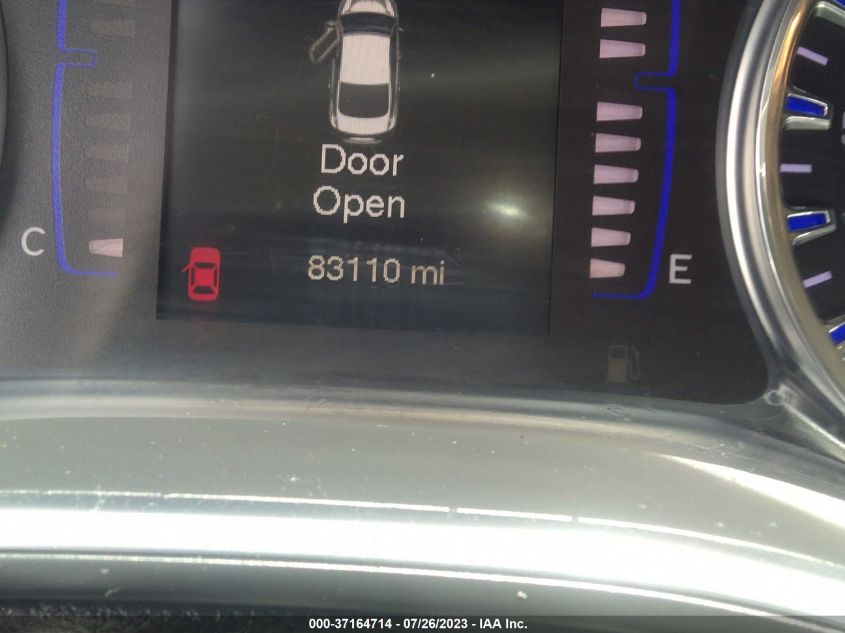 Door
Open
C
83110 mi
E
000-37164714 - 07/26/2023 - IAA Inc.